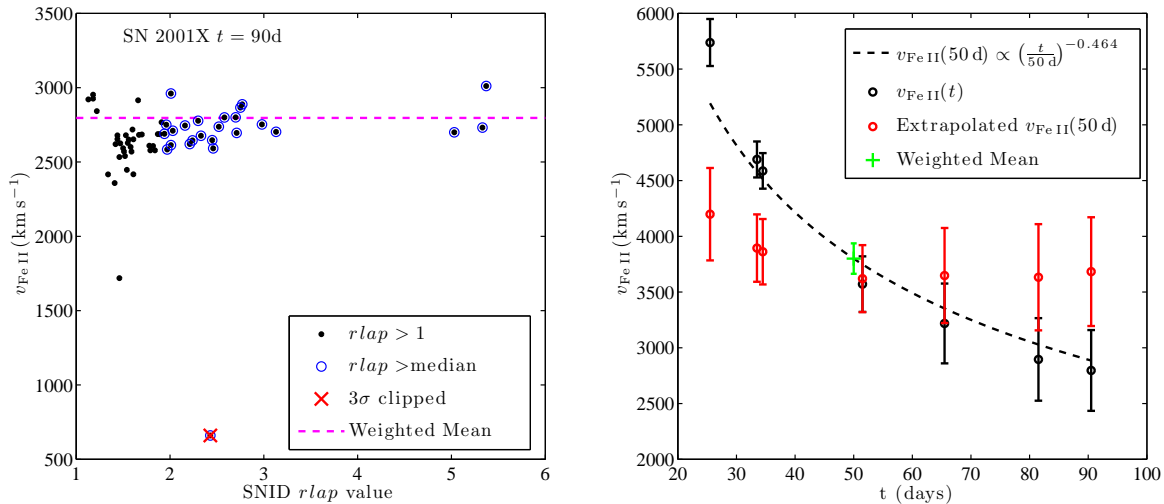 SN 2001X t = 90d
3500
3000
2500
2000
1500
1000
500
v_Fe II (km s⁻¹)
rlap > 1
rlap >median
3σ clipped
Weighted Mean
1 2 3 4 5 6
SNID rlap value
6000
5500
5000
4500
4000
3500
3000
2500
2000
v_Fe II (km s⁻¹)
v_Fe II(50 d) ∝ (t/50 d)^−0.464
v_Fe II(t)
Extrapolated v_Fe II(50 d)
Weighted Mean
20 30 40 50 60 70 80 90 100
t (days)